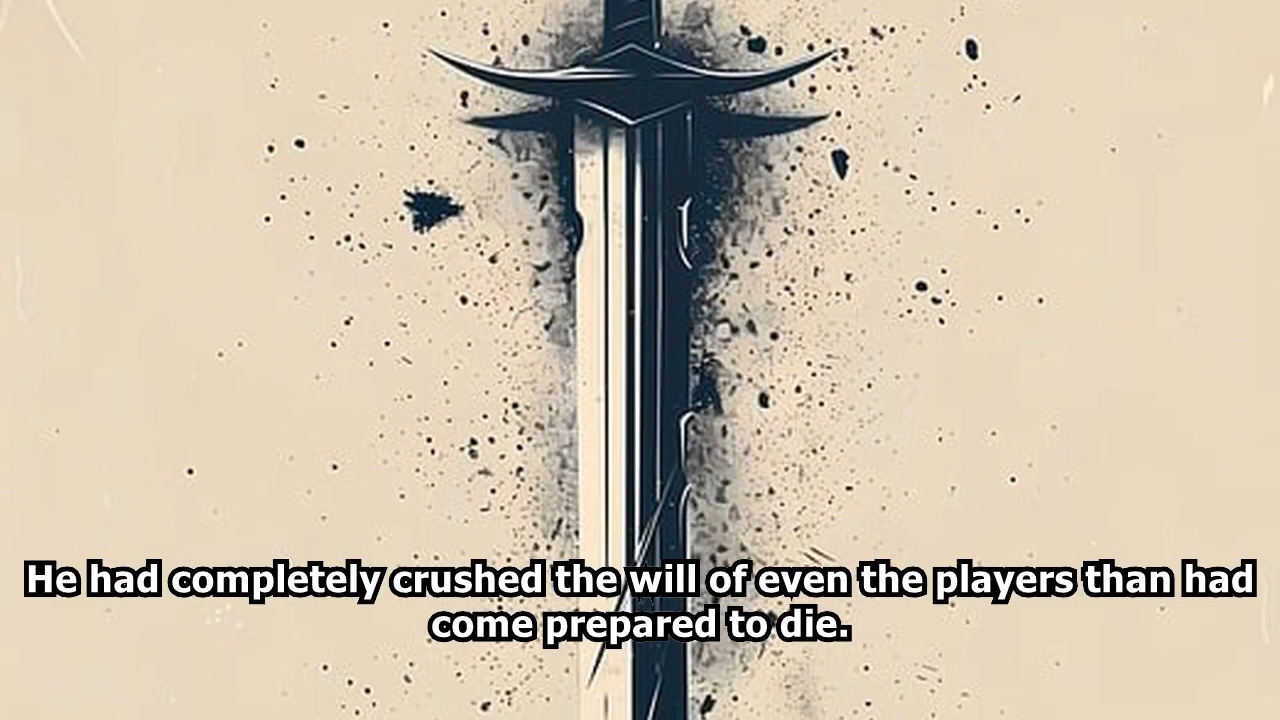 He had completely crushed the will of even the players than had
come prepared to die.